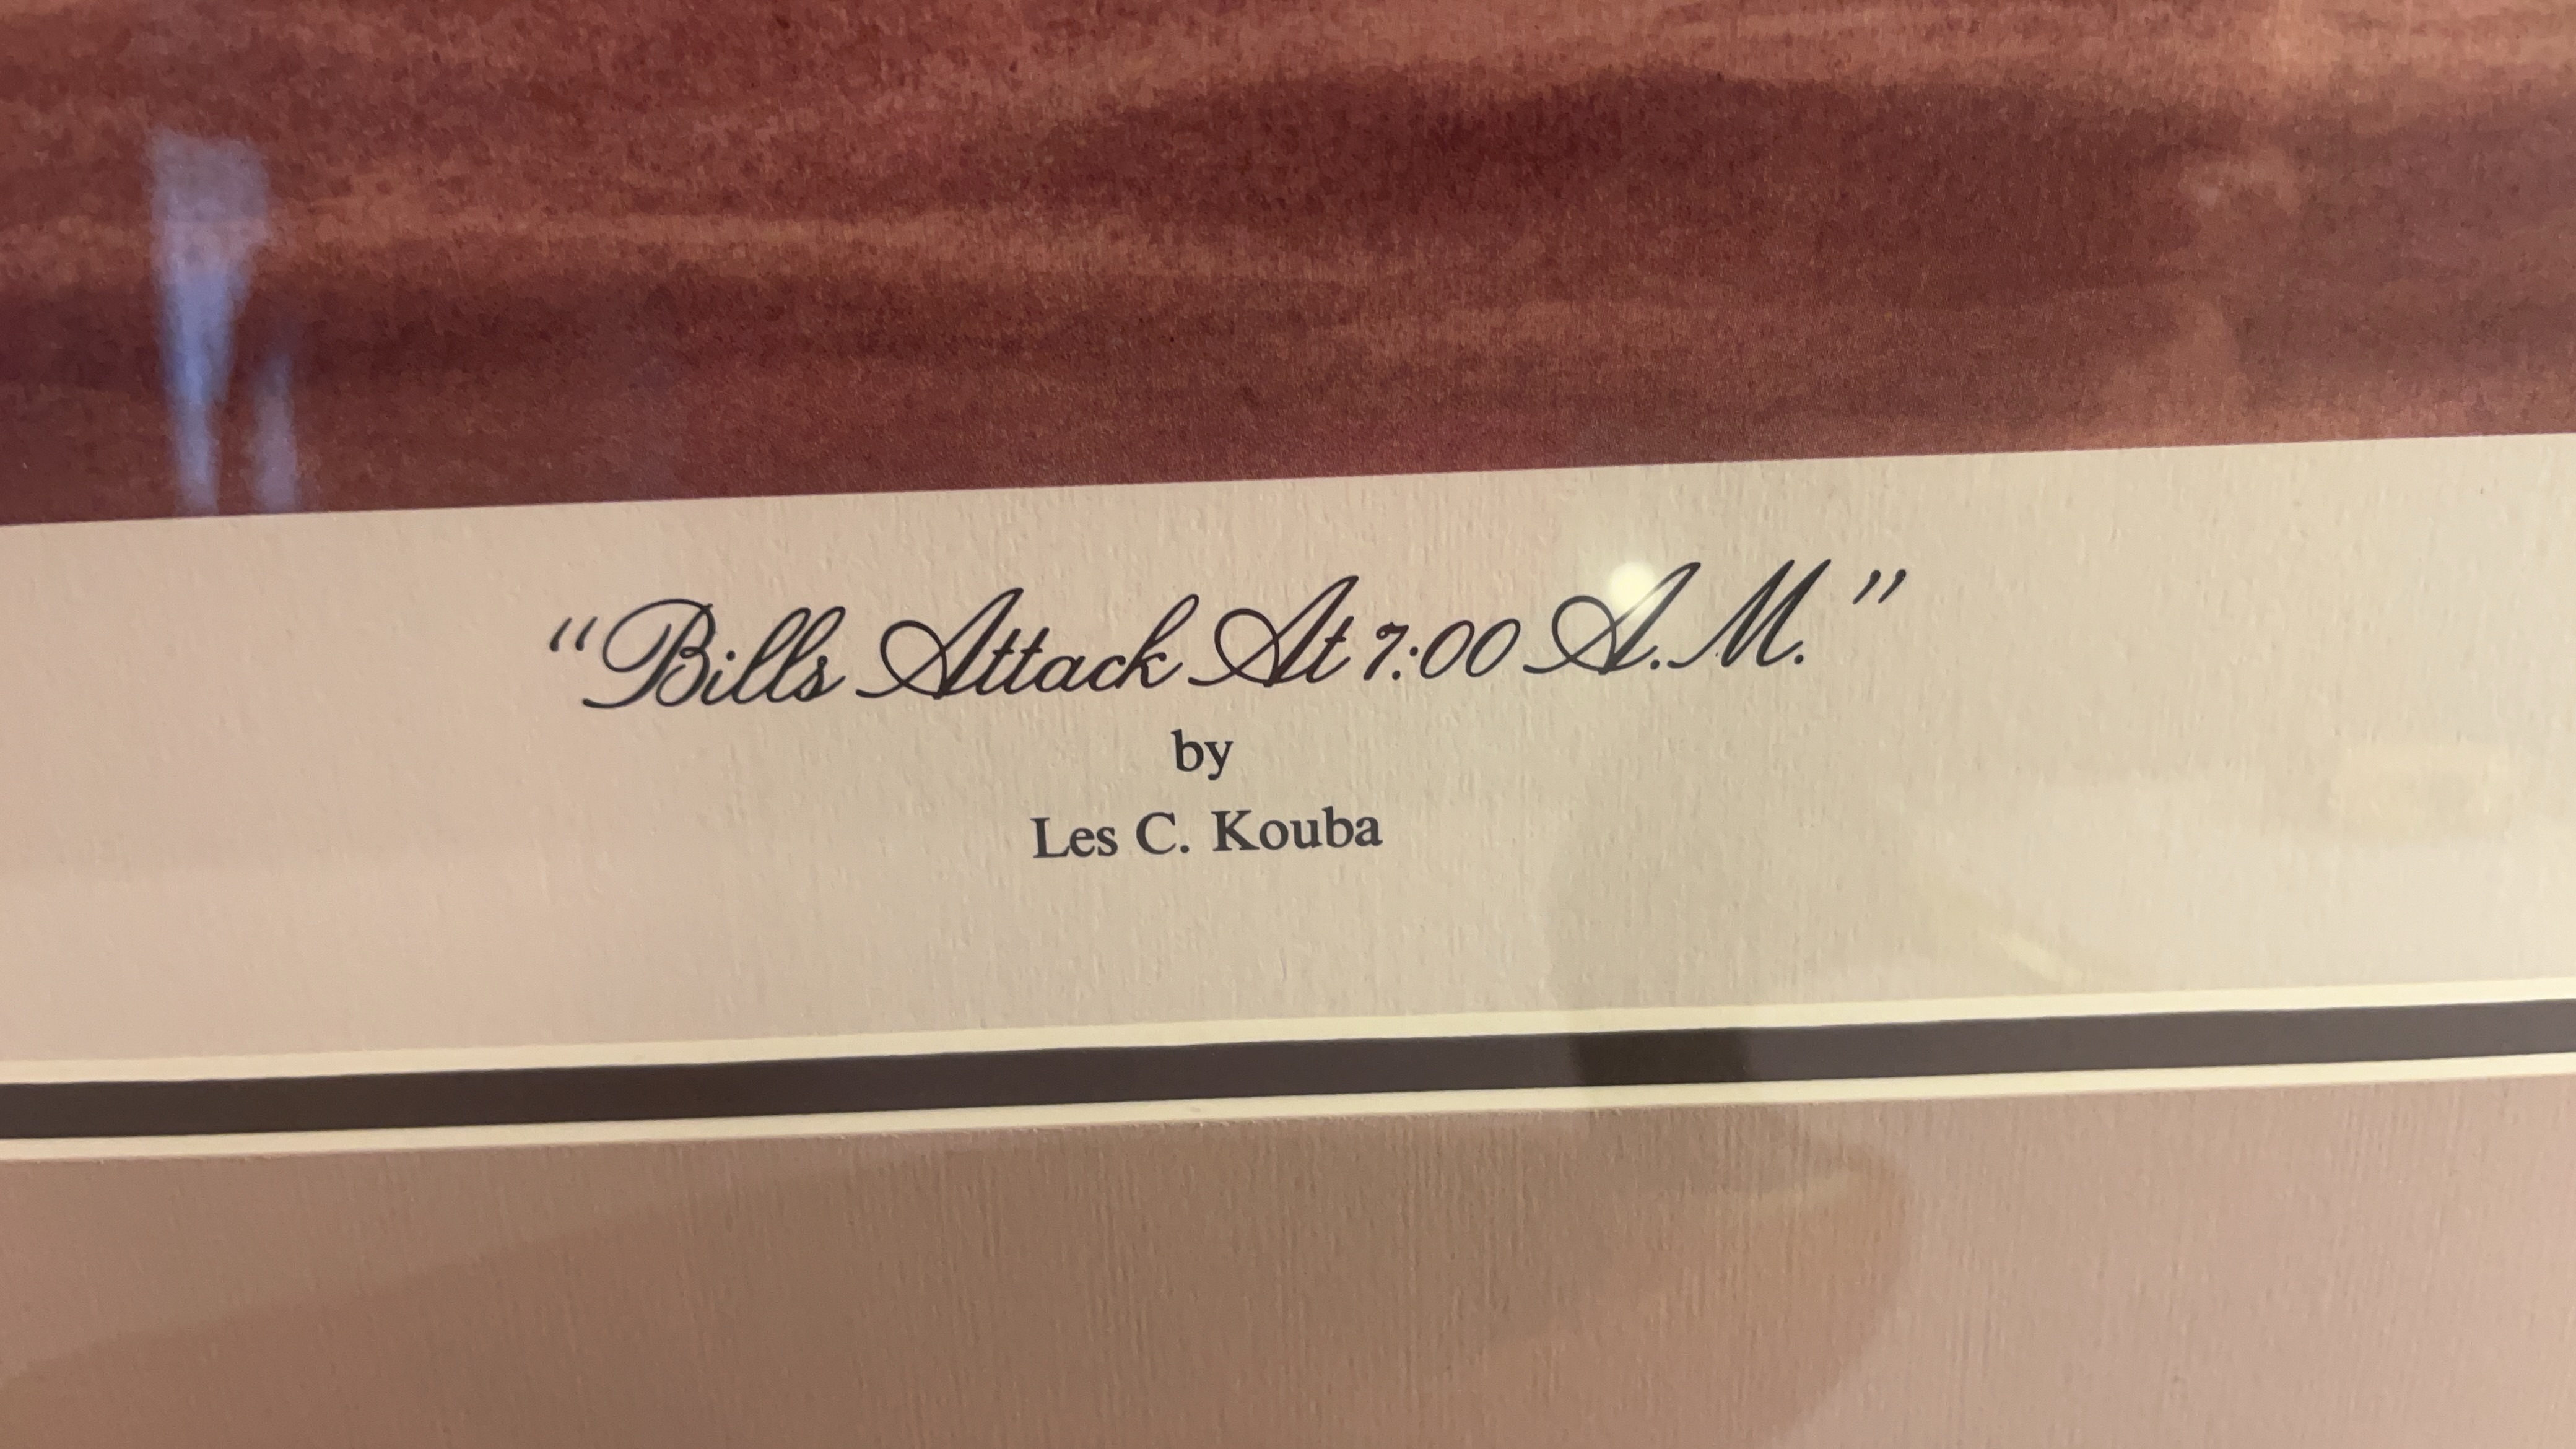 “Bills Attack At 7:00 A.M.”
by
Les C. Kouba